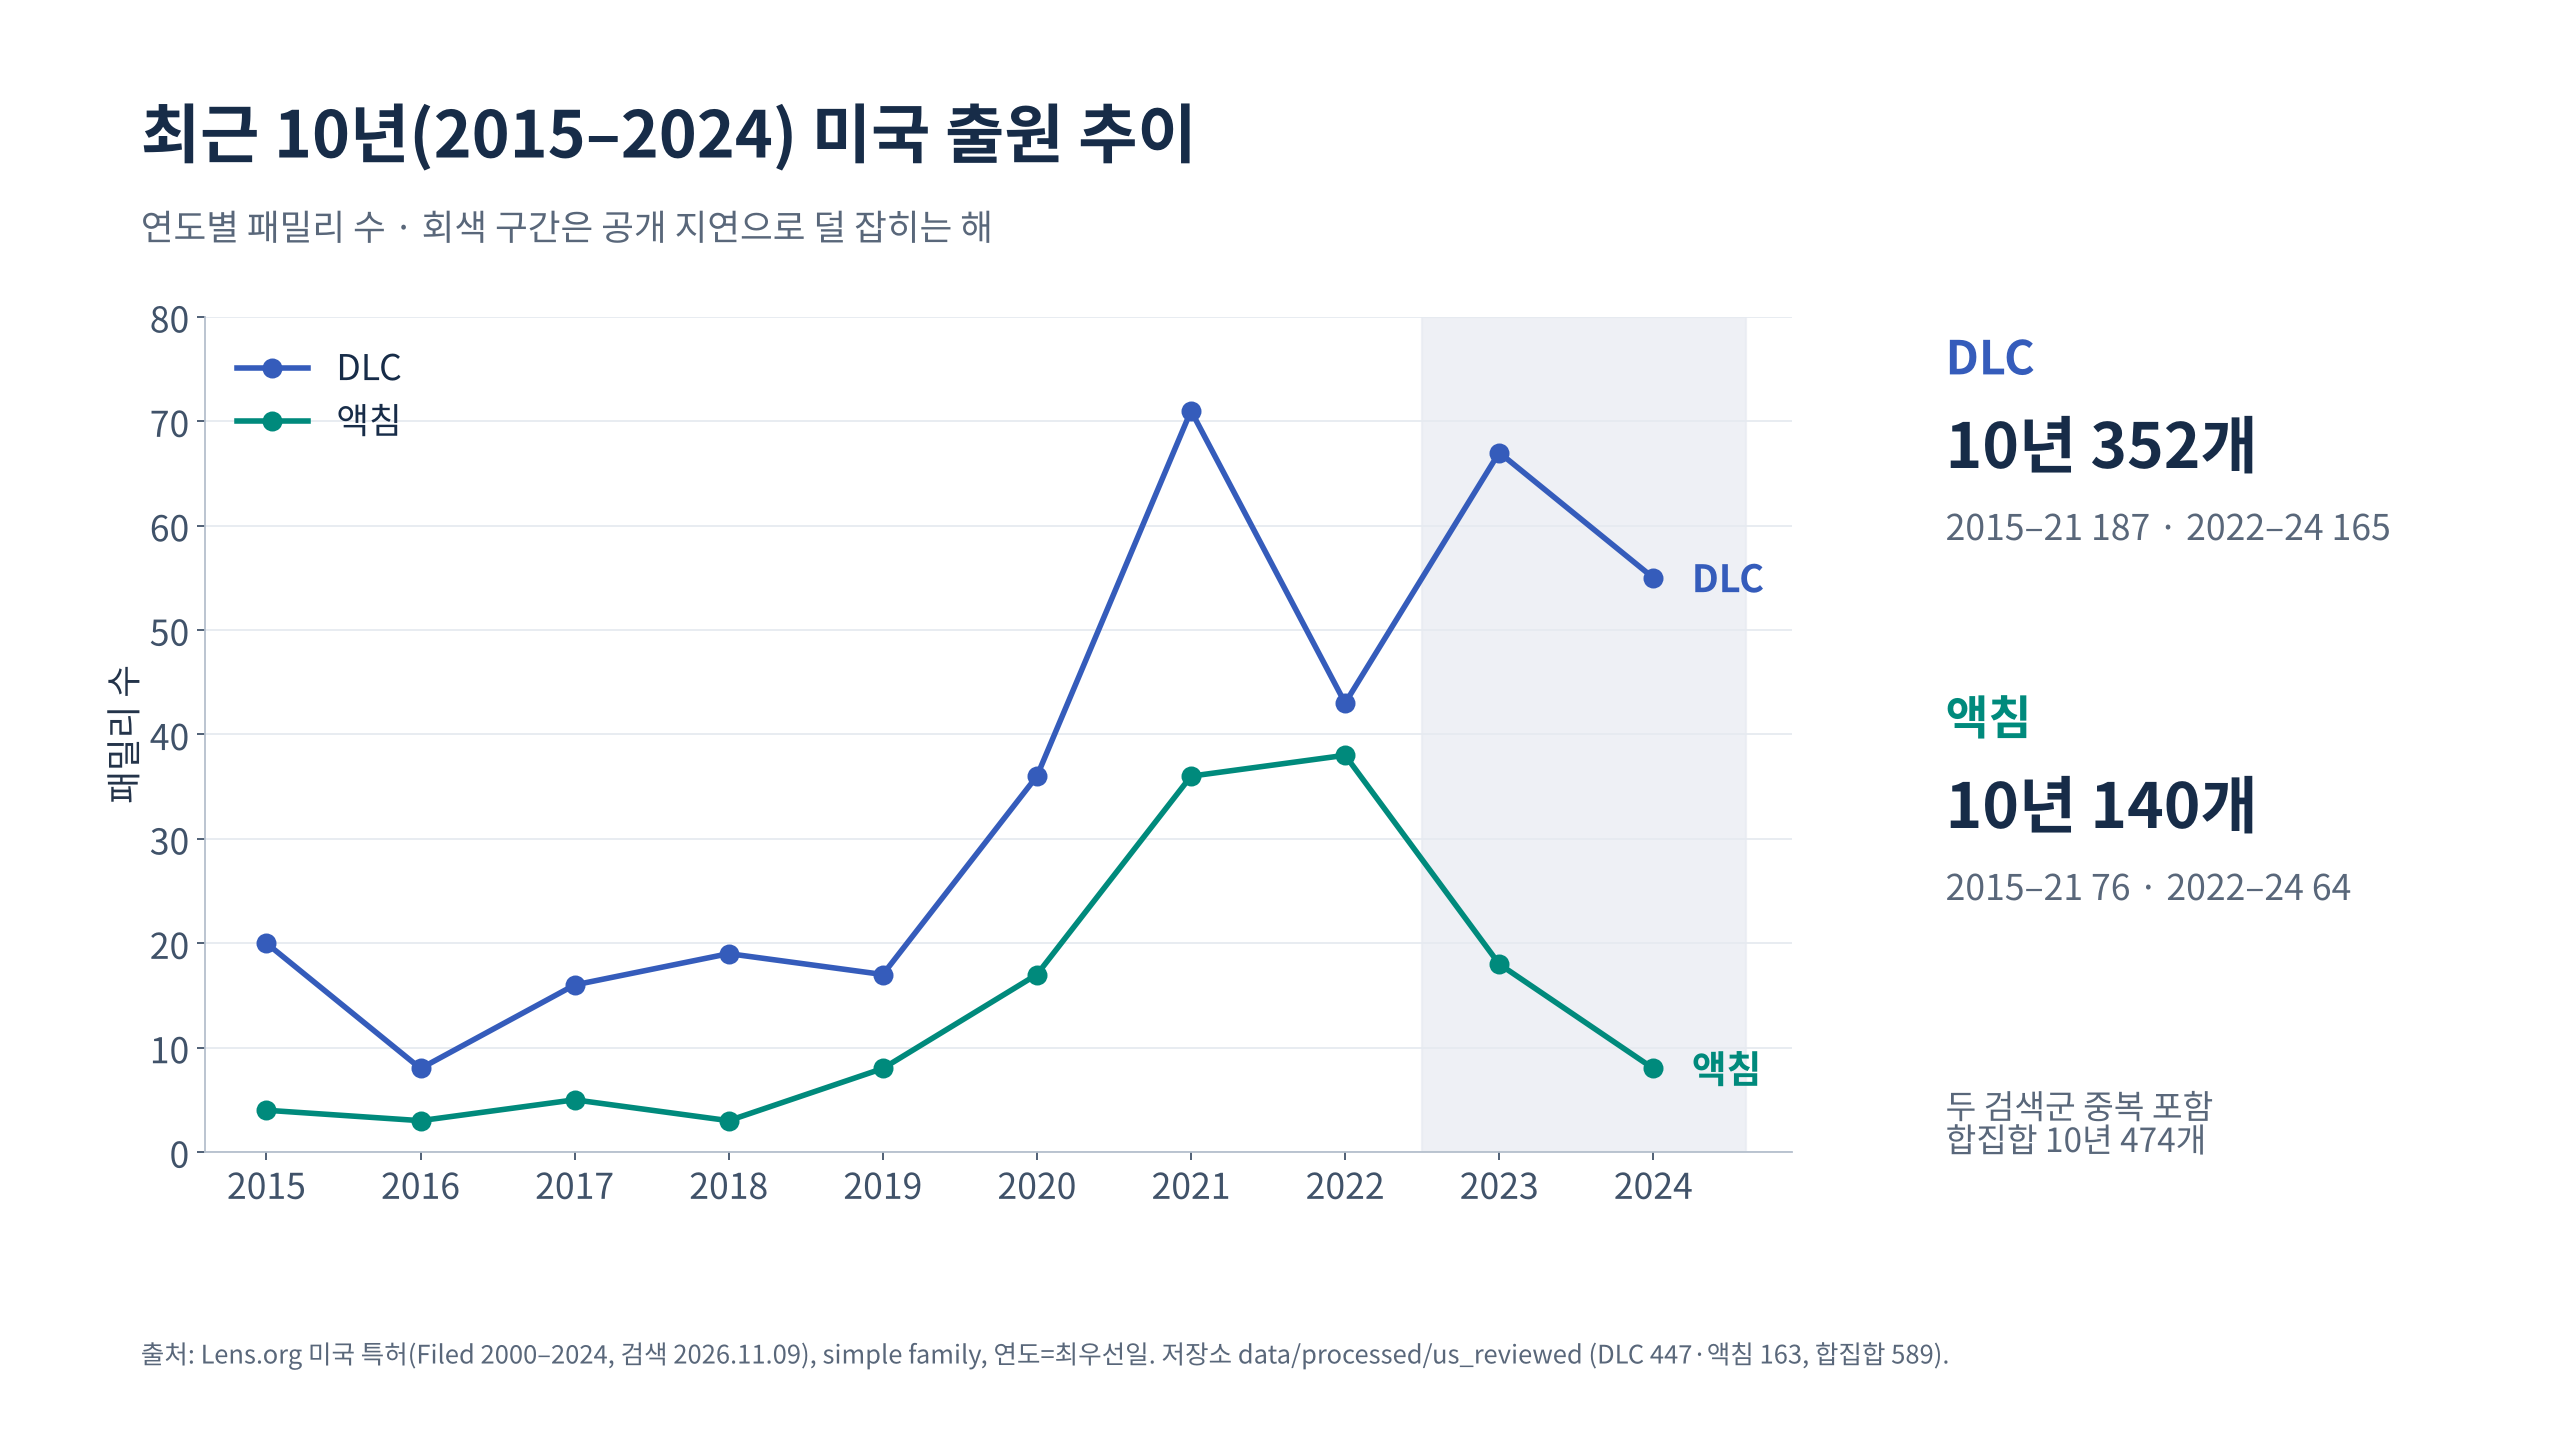 최근 10년(2015–2024) 미국 출원 추이
연도별 패밀리 수 · 회색 구간은 공개 지연으로 덜 잡히는 해
패밀리 수
80
70
60
50
40
30
20
10
0
DLC
액침
DLC
액침
2015 2016 2017 2018 2019 2020 2021 2022 2023 2024
DLC
10년 352개
2015–21 187 · 2022–24 165
액침
10년 140개
2015–21 76 · 2022–24 64
두 검색군 중복 포함
합집합 10년 474개
출처: Lens.org 미국 특허(Filed 2000–2024, 검색 2026.11.09), simple family, 연도=최우선일. 저장소 data/processed/us_reviewed (DLC 447·액침 163, 합집합 589).